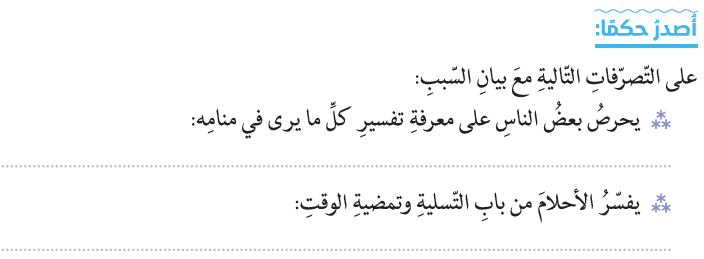 أُصدرُ حكمًا:
على التّصرّفاتِ التّاليةِ معَ بيانِ السّببِ:
يحرصُ بعضُ الناسِ على معرفةِ تفسيرِ كلِّ ما يرى في منامِه:
يفسّرُ الأحلامَ من بابِ التّسليةِ وتمضيةِ الوقتِ: